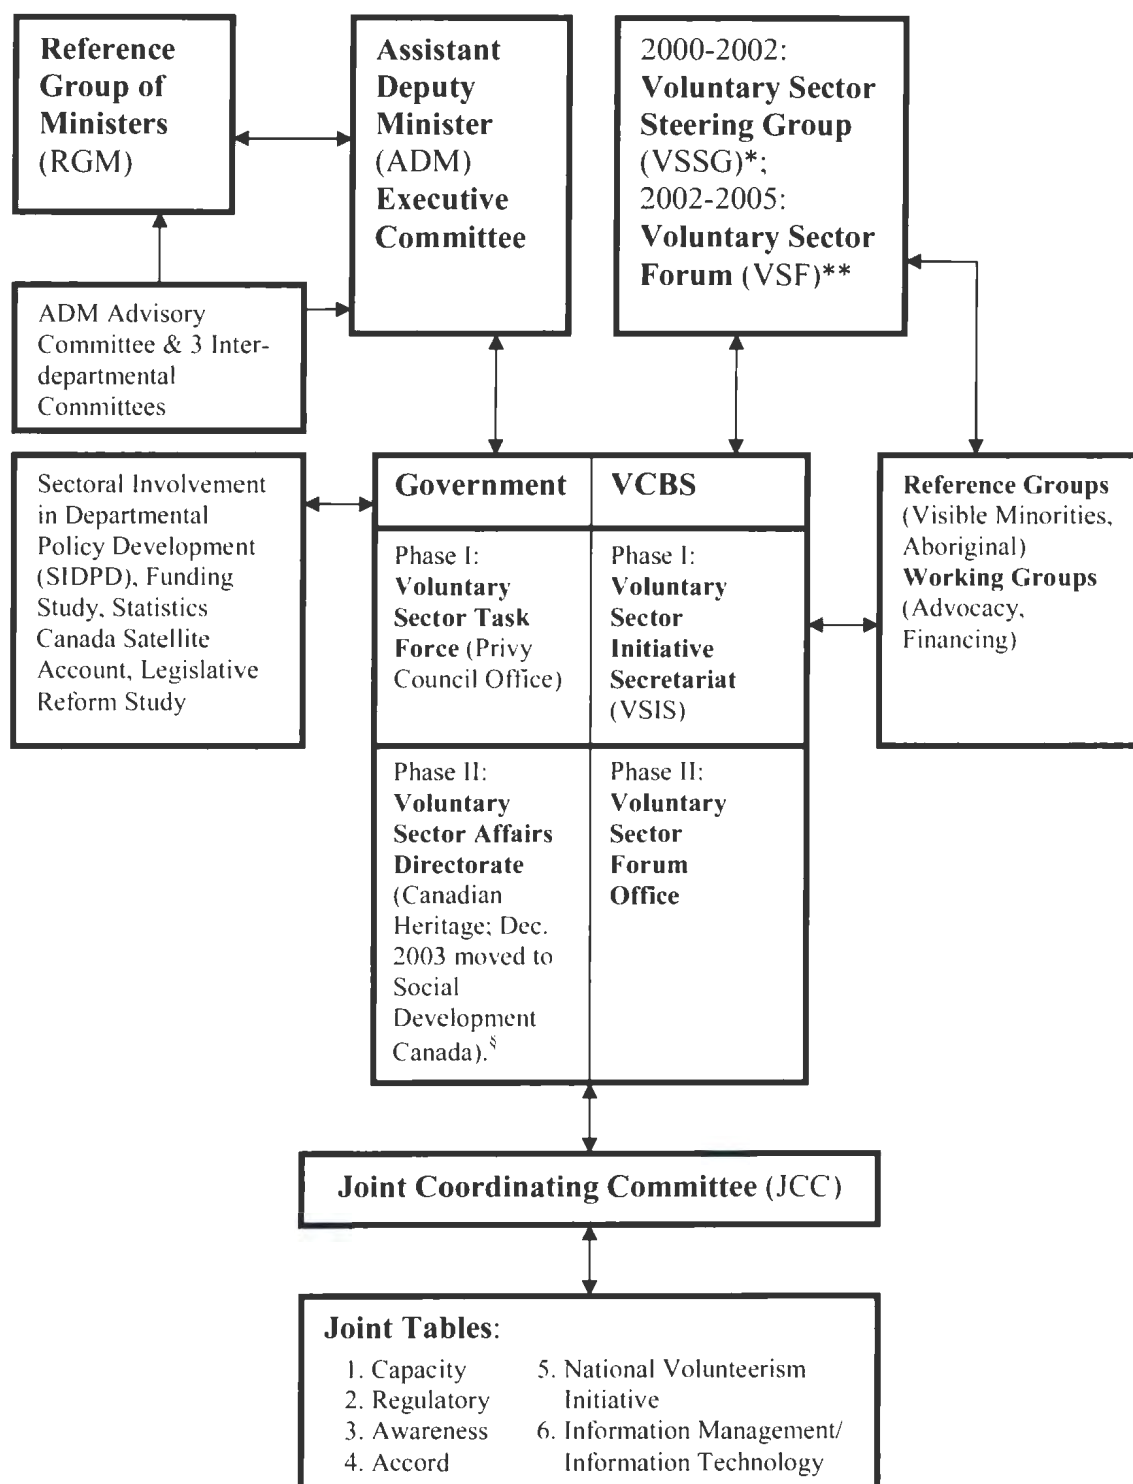 Reference
Group of
Ministers
(RGM)
Assistant
Deputy
Minister
(ADM)
Executive
Committee
2000-2002:
Voluntary Sector
Steering Group
(VSSG)*;
2002-2005:
Voluntary Sector
Forum (VSF)**
ADM Advisory
Committee & 3 Inter-
departmental
Committees
Sectoral Involvement
in Departmental
Policy Development
(SIDPD), Funding
Study, Statistics
Canada Satellite
Account, Legislative
Reform Study
Government
VCBS
Phase I:
Voluntary
Sector Task
Force (Privy
Council Office)
Phase I:
Voluntary
Sector
Initiative
Secretariat
(VSIS)
Reference Groups
(Visible Minorities,
Aboriginal)
Working Groups
(Advocacy,
Financing)
Phase II:
Voluntary
Sector Affairs
Directorate
(Canadian
Heritage; Dec.
2003 moved to
Social
Development
Canada).§
Phase II:
Voluntary
Sector
Forum
Office
Joint Coordinating Committee (JCC)
Joint Tables:
1. Capacity
2. Regulatory
3. Awareness
4. Accord
5. National Volunteerism
Initiative
6. Information Management/
Information Technology